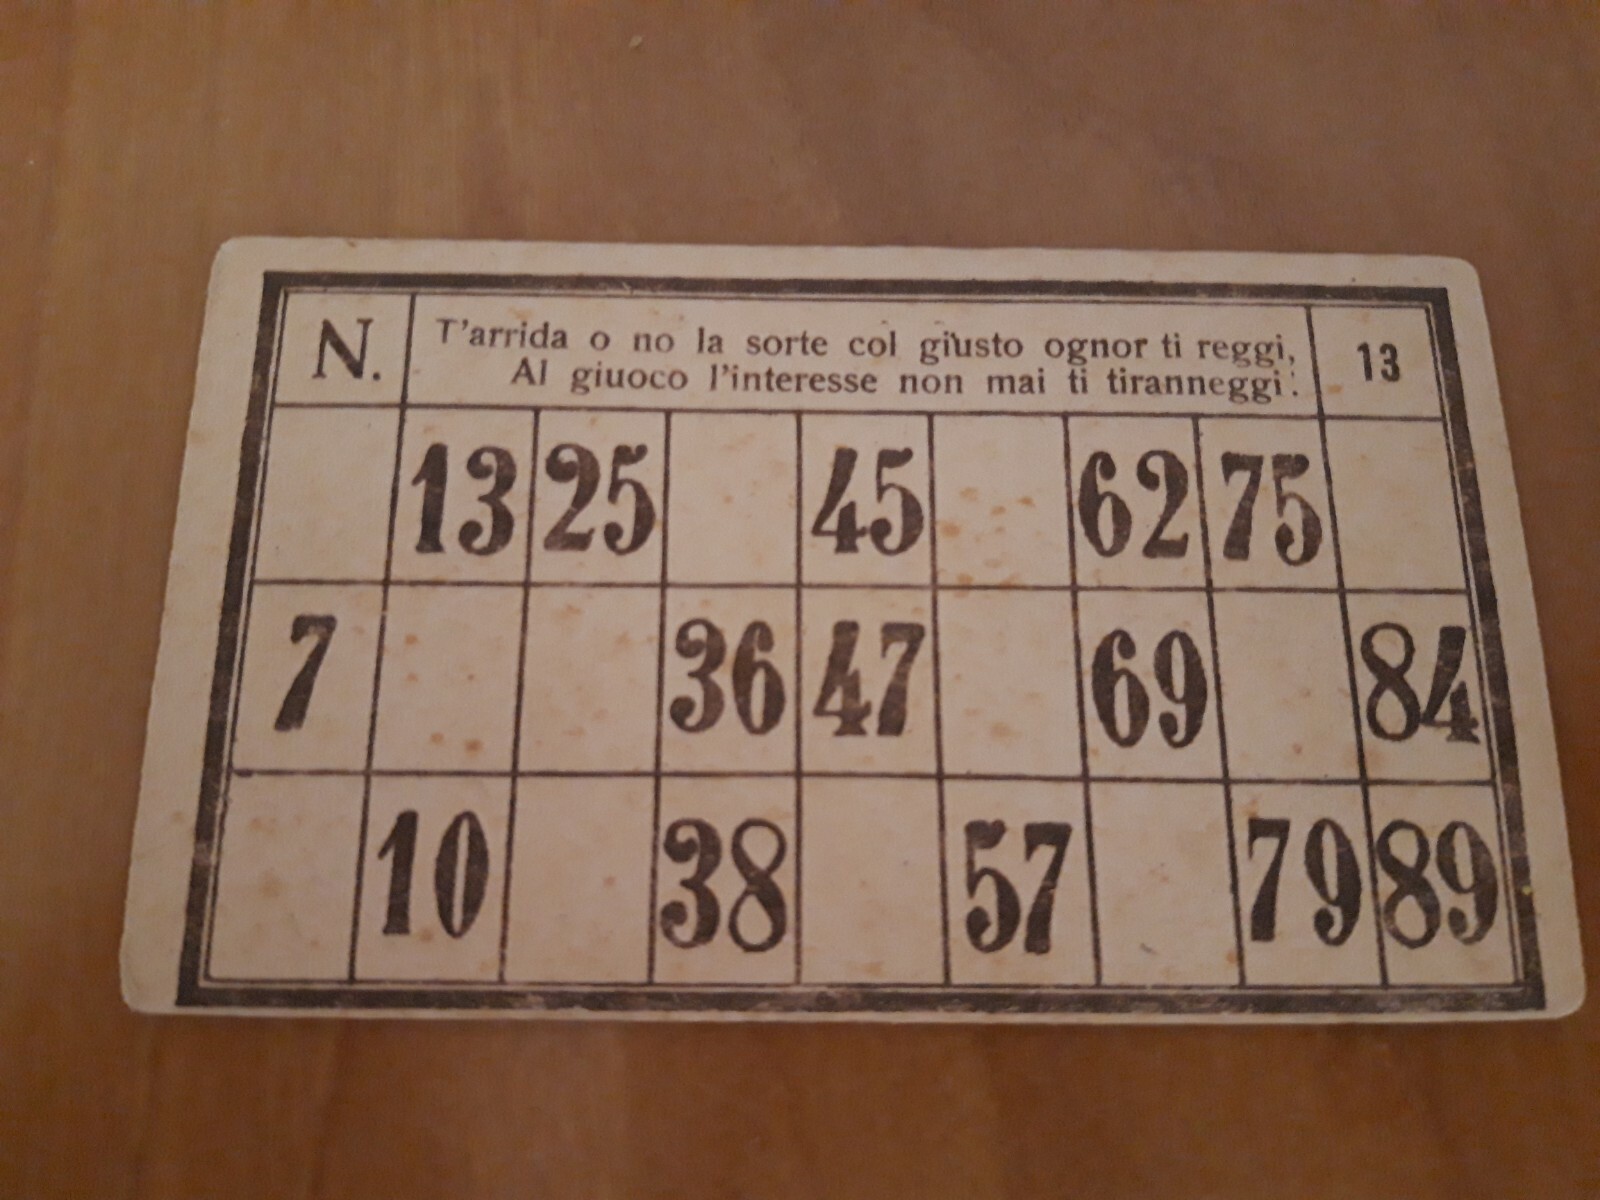 N. T'arrida o no la sorte col giusto ognor ti reggi, 13
Al giuoco l'interesse non mai ti tiranneggi.
13 25 45 62 75
7 36 47 69 84
10 38 57 79 89